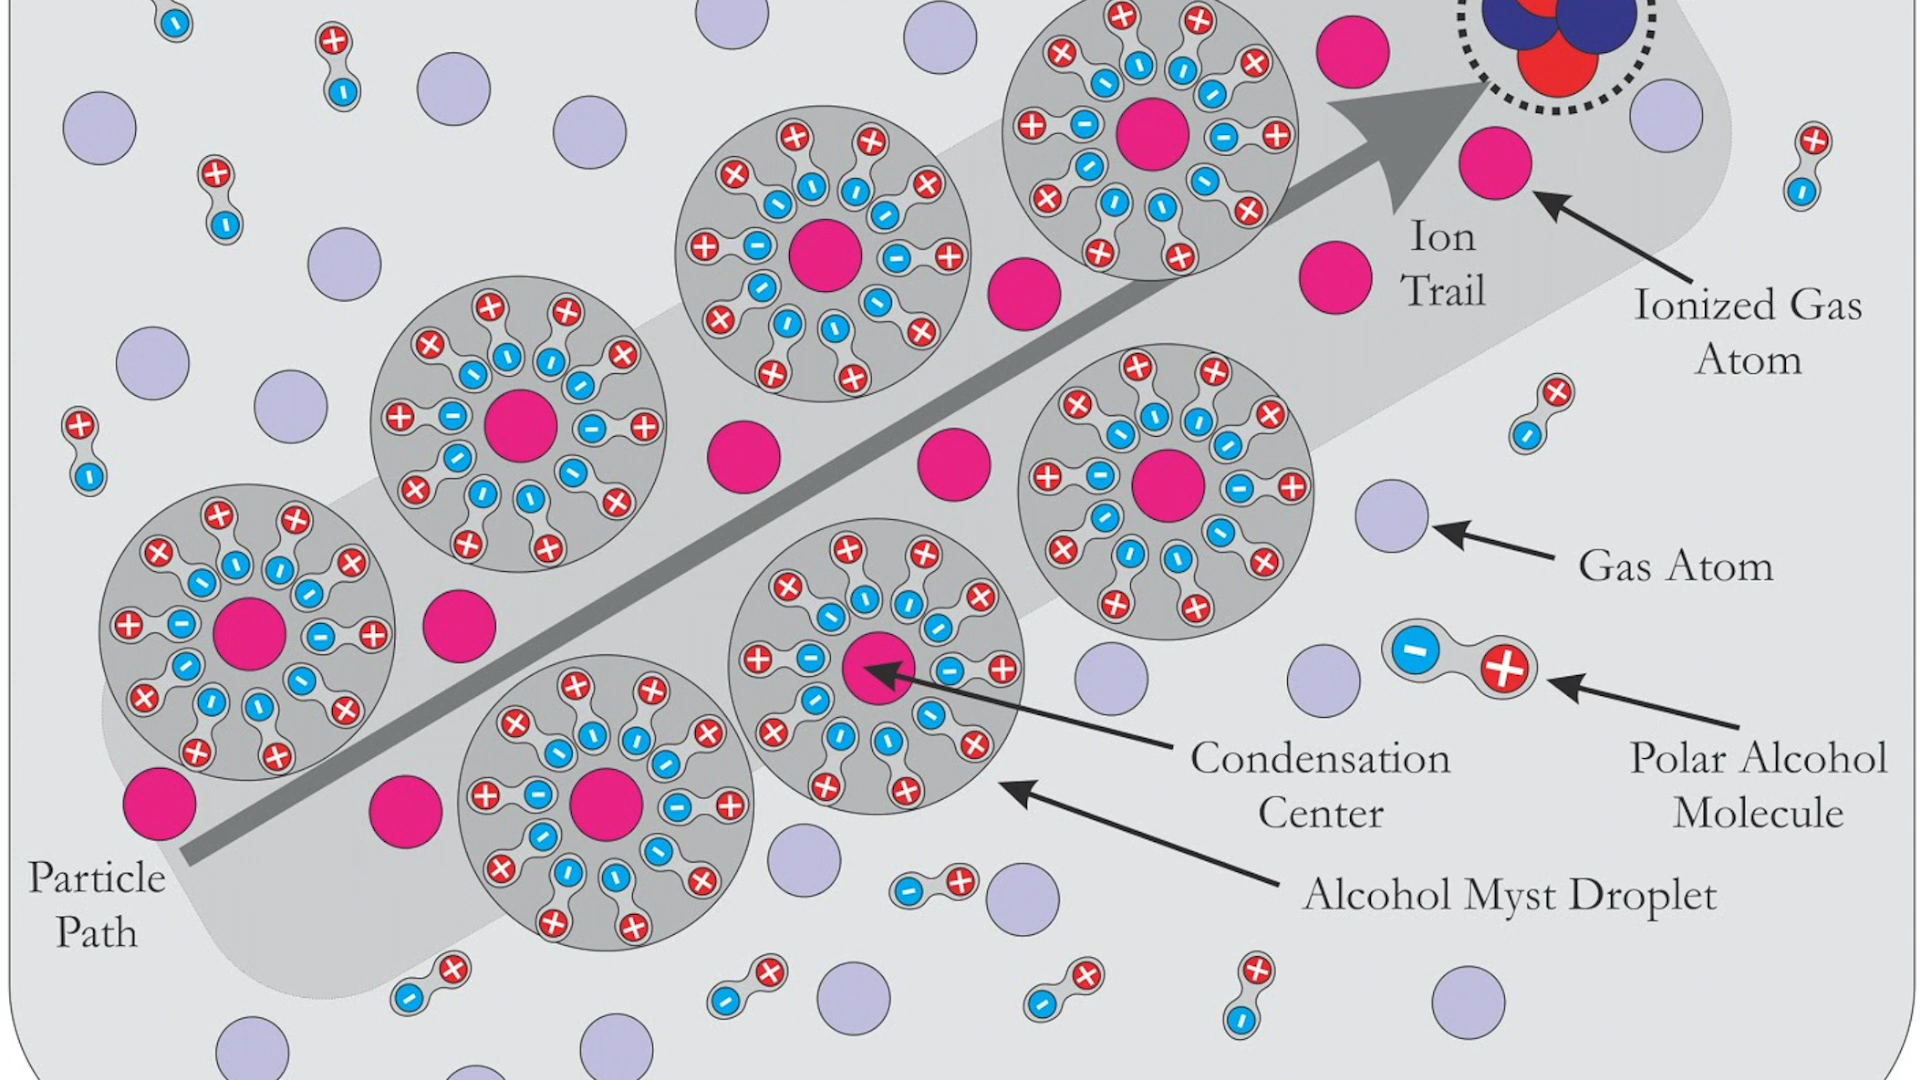 Ion
Trail
Ionized Gas
Atom
Gas Atom
Condensation
Center
Polar Alcohol
Molecule
Particle
Path
Alcohol Myst Droplet